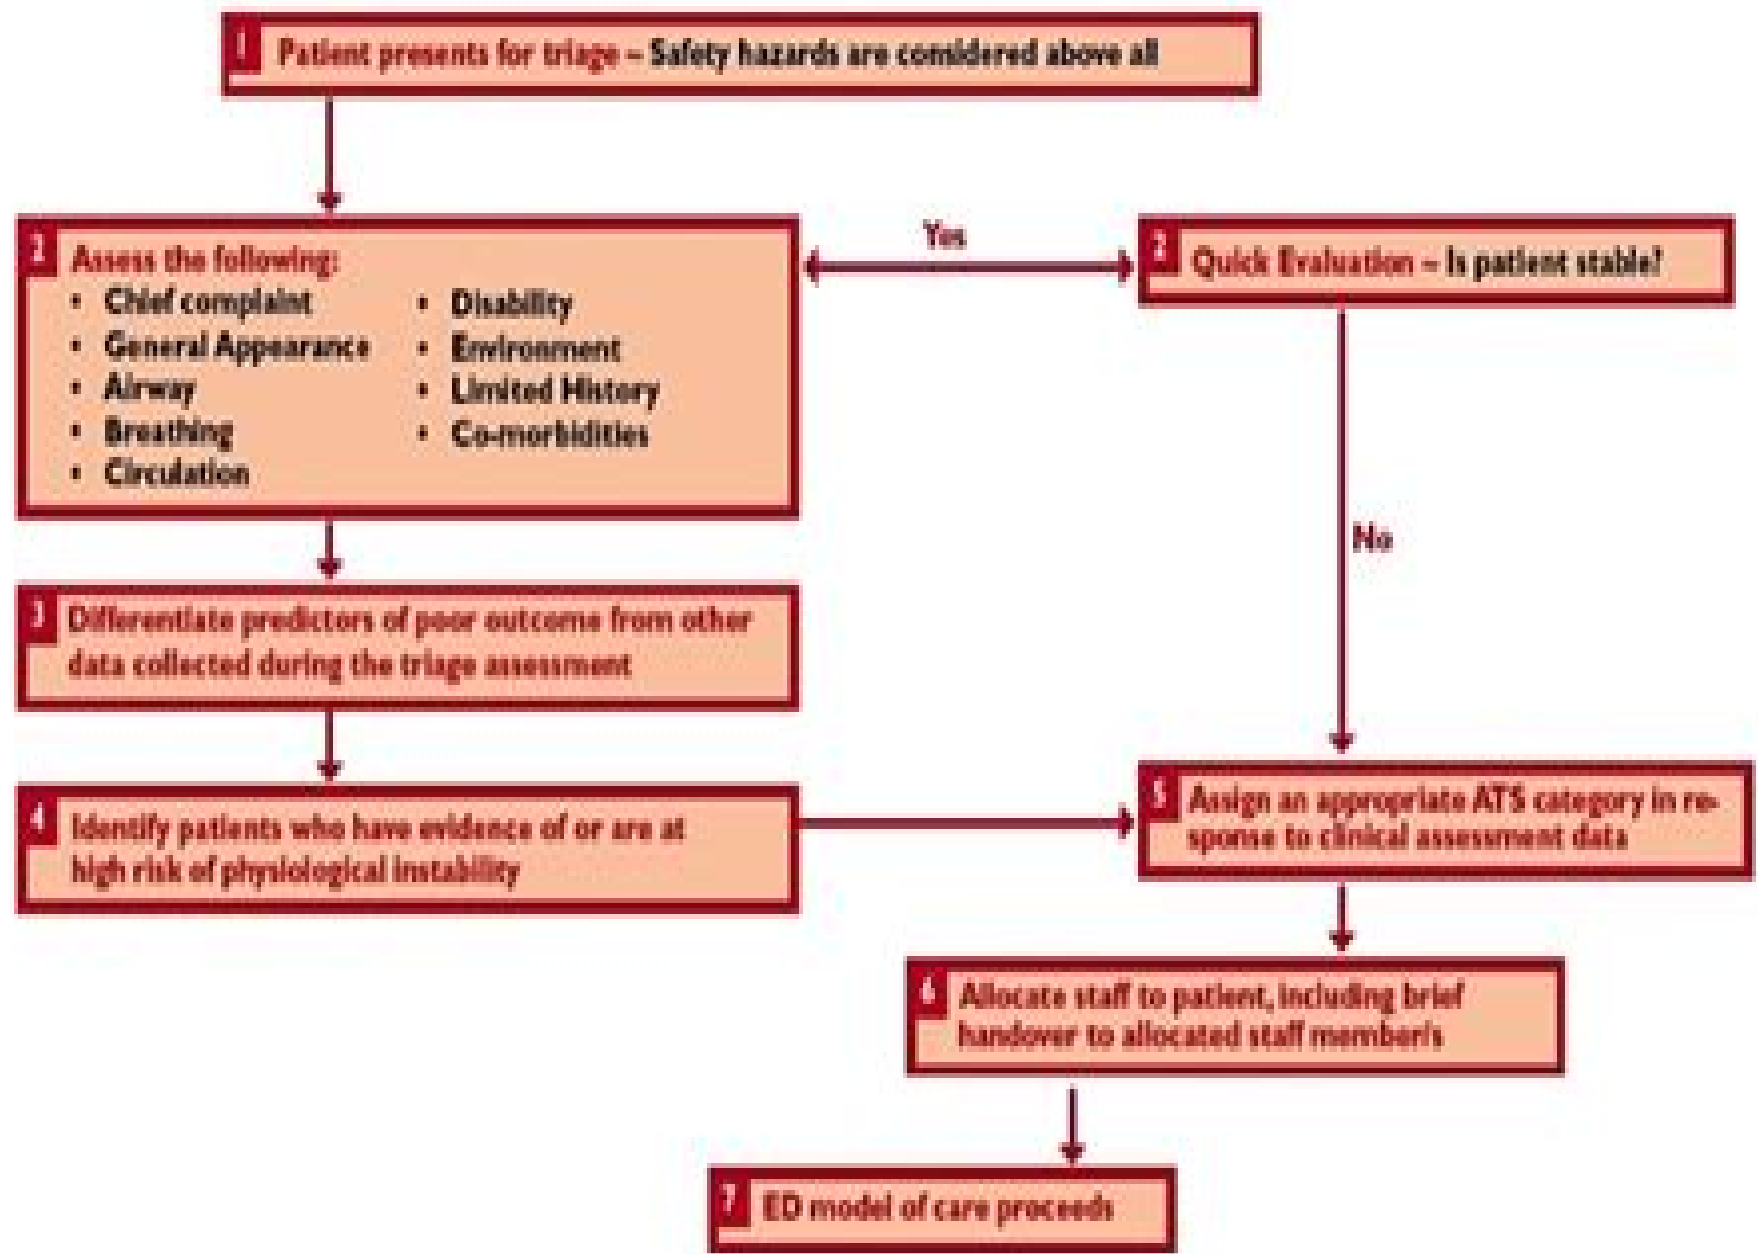 1 Patient presents for triage – Safety hazards are considered above all
2 Assess the following:
• Chief complaint
• General Appearance
• Airway
• Breathing
• Circulation
• Disability
• Environment
• Limited History
• Co-morbidities
Yes
2 Quick Evaluation – Is patient stable?
No
3 Differentiate predictors of poor outcome from other
data collected during the triage assessment
4 Identify patients who have evidence of or are at
high risk of physiological instability
5 Assign an appropriate ATS category in re-
sponse to clinical assessment data
6 Allocate staff to patient, including brief
handover to allocated staff member/s
7 ED model of care proceeds